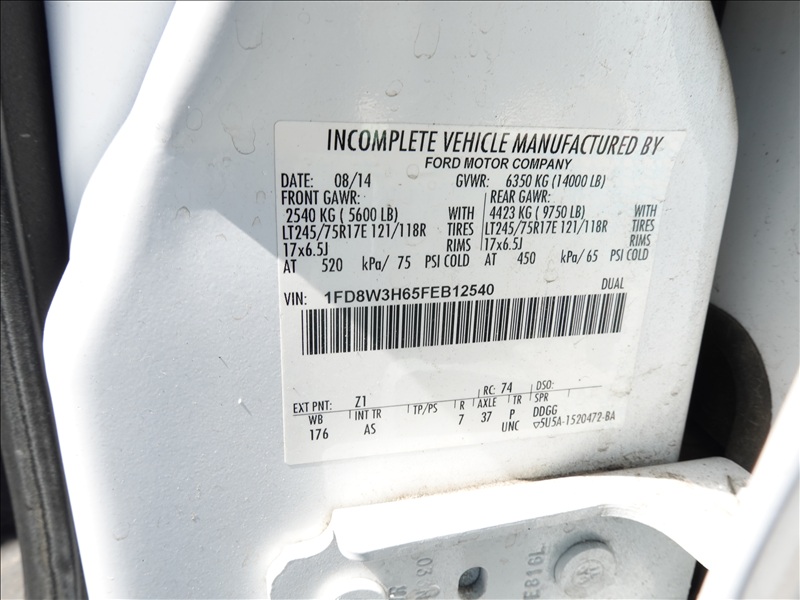 INCOMPLETE VEHICLE MANUFACTURED BY
FORD MOTOR COMPANY
DATE: 08/14 GVWR: 6350 KG (14000 LB)
FRONT GAWR: REAR GAWR:
2540 KG ( 5600 LB) WITH 4423 KG ( 9750 LB) WITH
LT245/75R17E 121/118R TIRES LT245/75R17E 121/118R TIRES
17x6.5J RIMS 17x6.5J RIMS
AT 520 kPa/ 75 PSI COLD AT 450 kPa/ 65 PSI COLD
VIN: 1FD8W3H65FEB12540 DUAL
EXT PNT: Z1 RC: 74 DSO:
WB INT TR TP/PS R AXLE TR SPR
176 AS 7 37 P DDGG
UNC ▽5U5A-1520472-BA
03
E816L